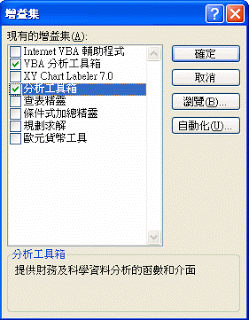 增益集
現有的增益集(A):
Internet VBA 輔助程式
VBA 分析工具箱
XY Chart Labeler 7.0
分析工具箱
查表精靈
條件式加總精靈
規劃求解
歐元貨幣工具
確定
取消
瀏覽(B)...
自動化(U)...
分析工具箱
提供財務及科學資料分析的函數和介面